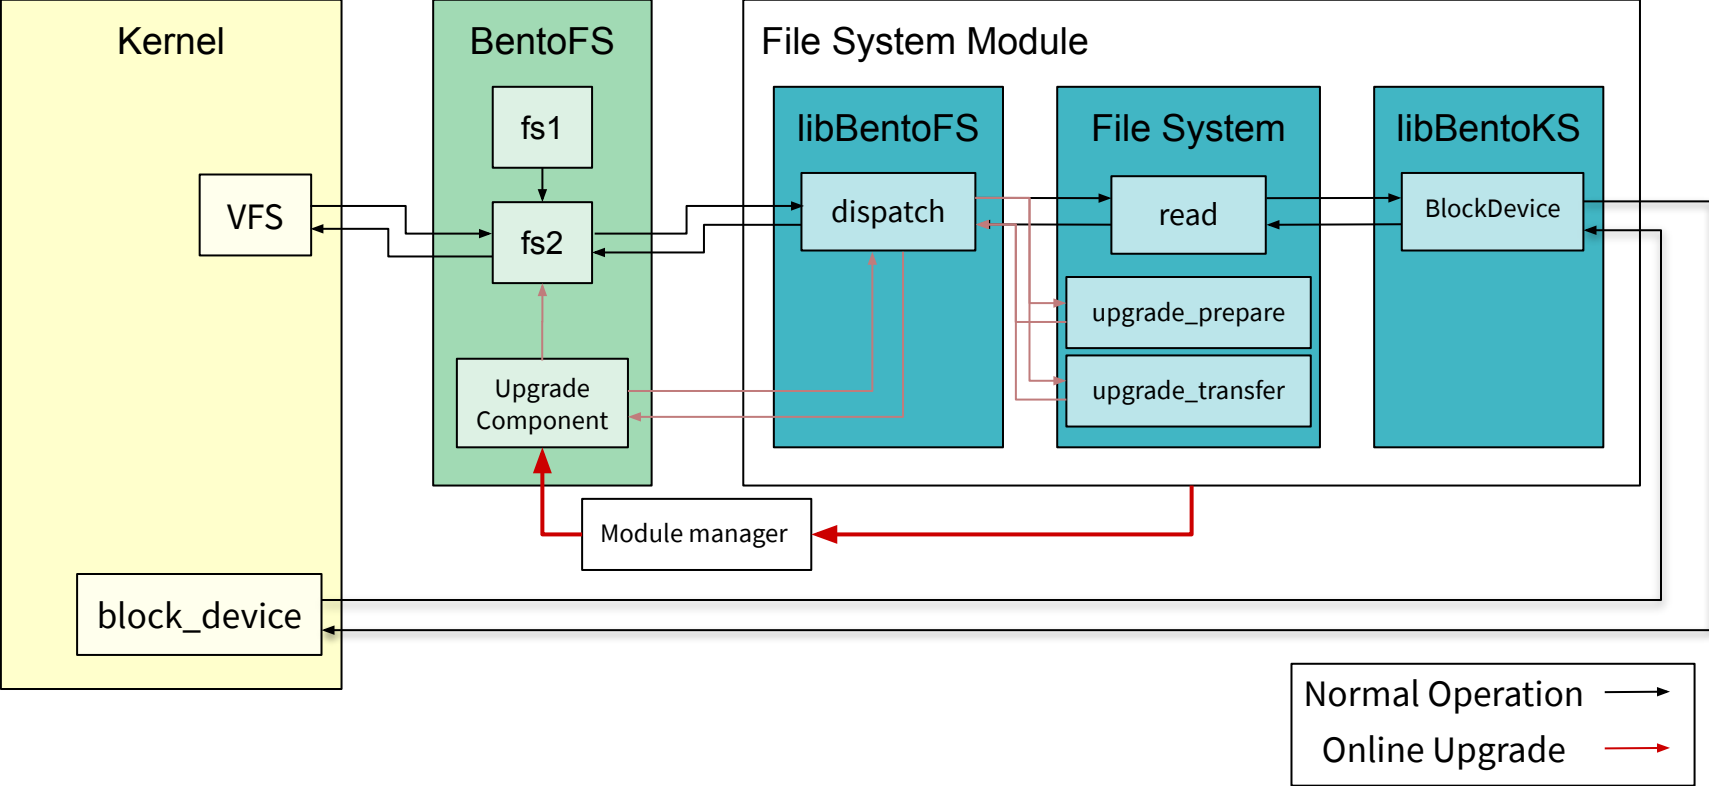 Kernel
BentoFS
File System Module
fs1
libBentoFS
File System
libBentoKS
VFS
fs2
dispatch
read
BlockDevice
upgrade_prepare
Upgrade
Component
upgrade_transfer
Module manager
block_device
Normal Operation
Online Upgrade